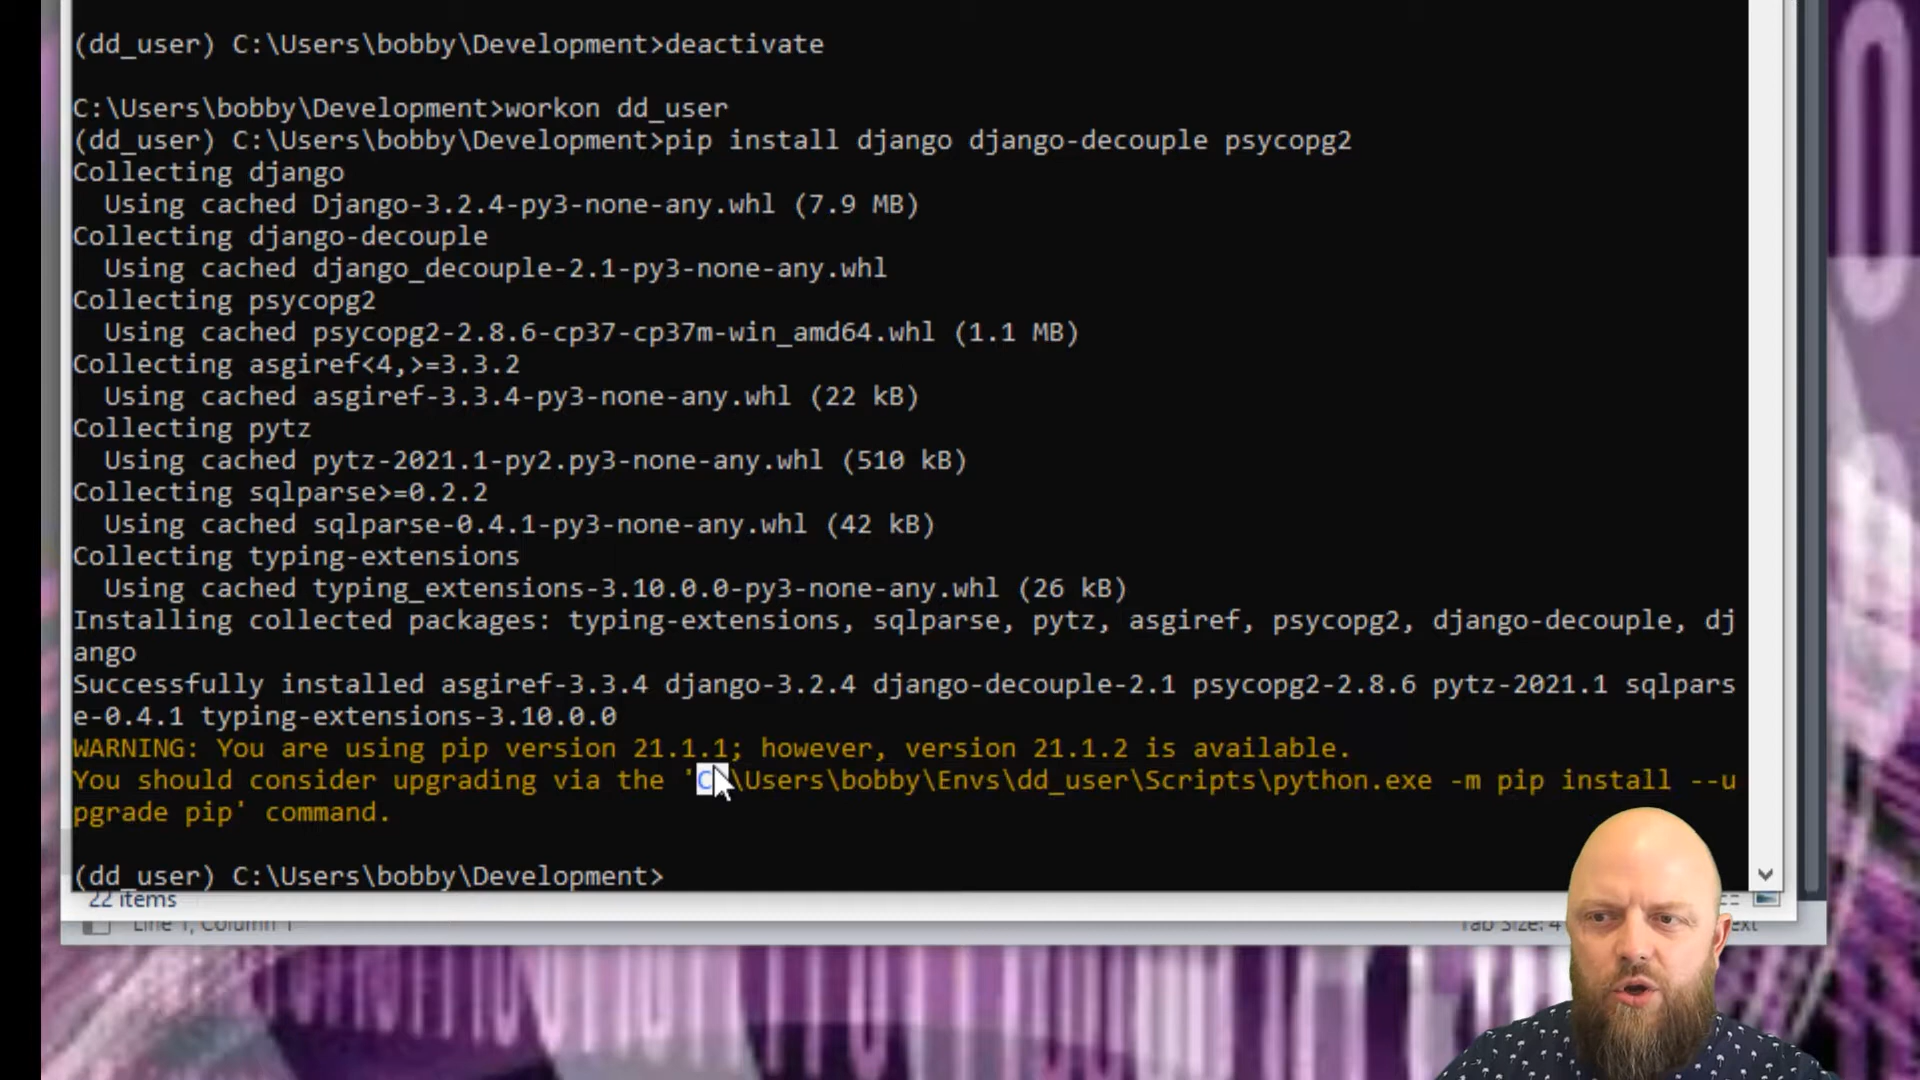 (dd_user) C:\Users\bobby\Development>deactivate
C:\Users\bobby\Development>workon dd_user
(dd_user) C:\Users\bobby\Development>pip install django django-decouple psycopg2
Collecting django
  Using cached Django-3.2.4-py3-none-any.whl (7.9 MB)
Collecting django-decouple
  Using cached django_decouple-2.1-py3-none-any.whl
Collecting psycopg2
  Using cached psycopg2-2.8.6-cp37-cp37m-win_amd64.whl (1.1 MB)
Collecting asgiref<4,>=3.3.2
  Using cached asgiref-3.3.4-py3-none-any.whl (22 kB)
Collecting pytz
  Using cached pytz-2021.1-py2.py3-none-any.whl (510 kB)
Collecting sqlparse>=0.2.2
  Using cached sqlparse-0.4.1-py3-none-any.whl (42 kB)
Collecting typing-extensions
  Using cached typing_extensions-3.10.0.0-py3-none-any.whl (26 kB)
Installing collected packages: typing-extensions, sqlparse, pytz, asgiref, psycopg2, django-decouple, dj
ango
Successfully installed asgiref-3.3.4 django-3.2.4 django-decouple-2.1 psycopg2-2.8.6 pytz-2021.1 sqlpars
e-0.4.1 typing-extensions-3.10.0.0
WARNING: You are using pip version 21.1.1; however, version 21.1.2 is available.
You should consider upgrading via the 'C:\Users\bobby\Envs\dd_user\Scripts\python.exe -m pip install --u
pgrade pip' command.
(dd_user) C:\Users\bobby\Development>
22 items
Line 1, Column 1
Tab Size: 4